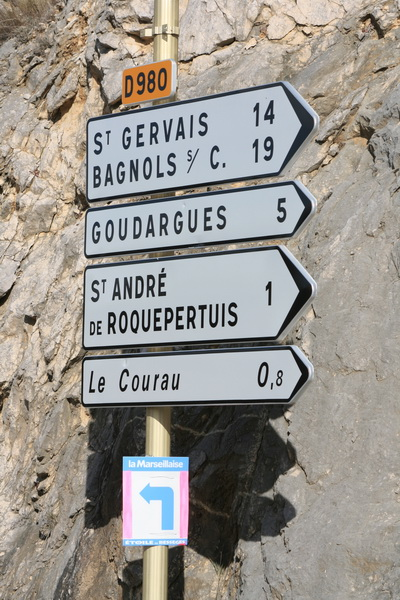 D980
ST GERVAIS 14
BAGNOLS S/ C. 19
GOUDARGUES 5
ST ANDRÉ
DE ROQUEPERTUIS 1
Le Courau 0,8
la Marseillaise
ETOILE